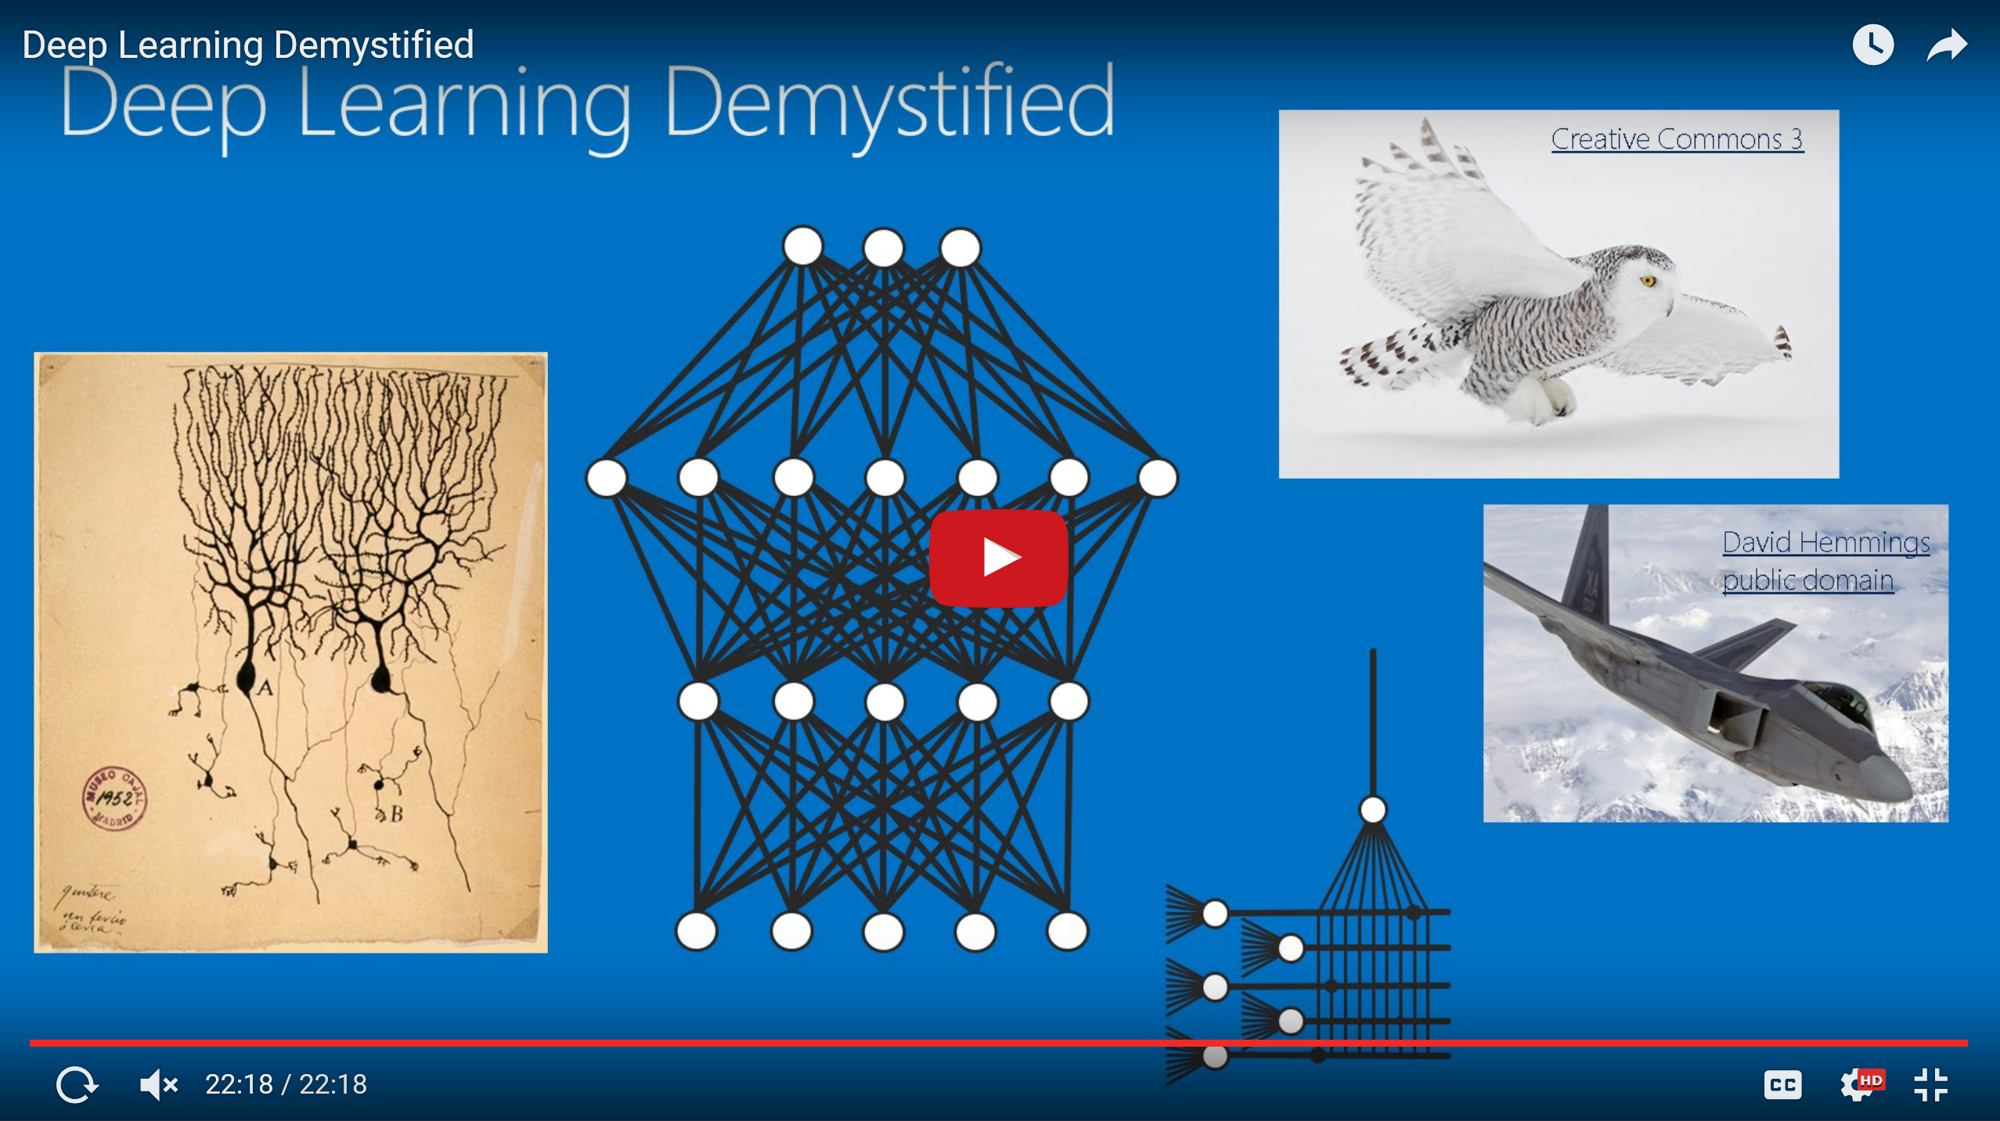 Deep Learning Demystified
Deep Learning Demystified
Creative Commons 3
David Hemmings
public domain
A
B
MUSEO CAJAL
1952
MADRID
22:18 / 22:18
CC
HD